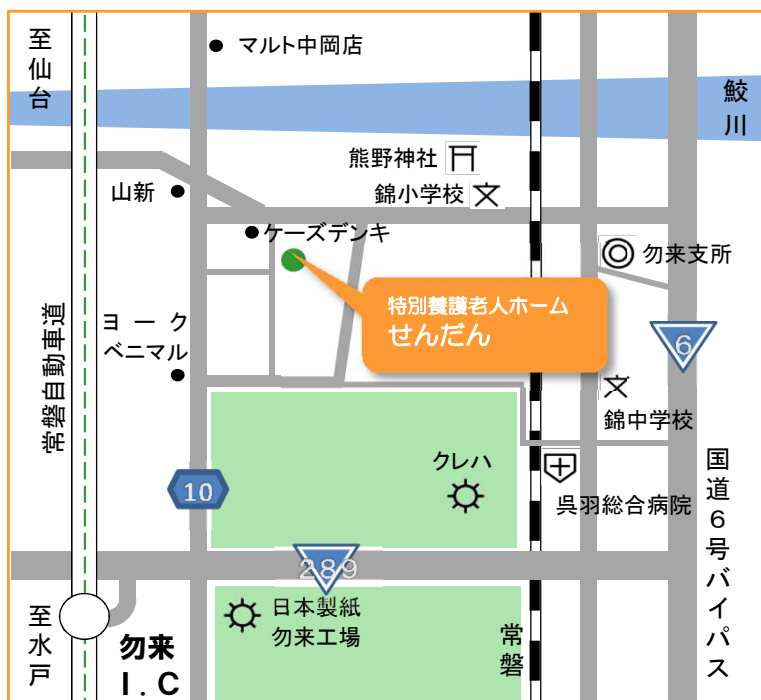 至仙台
マルト中岡店
鮫川
熊野神社
錦小学校
山新
ケーズデンキ
勿来支所
特別養護老人ホーム
せんだん
常磐自動車道
ヨーク
ベニマル
6
錦中学校
クレハ
10
呉羽総合病院
国道6号バイパス
289
日本製紙
勿来工場
至水戸
勿来
I.C
常磐